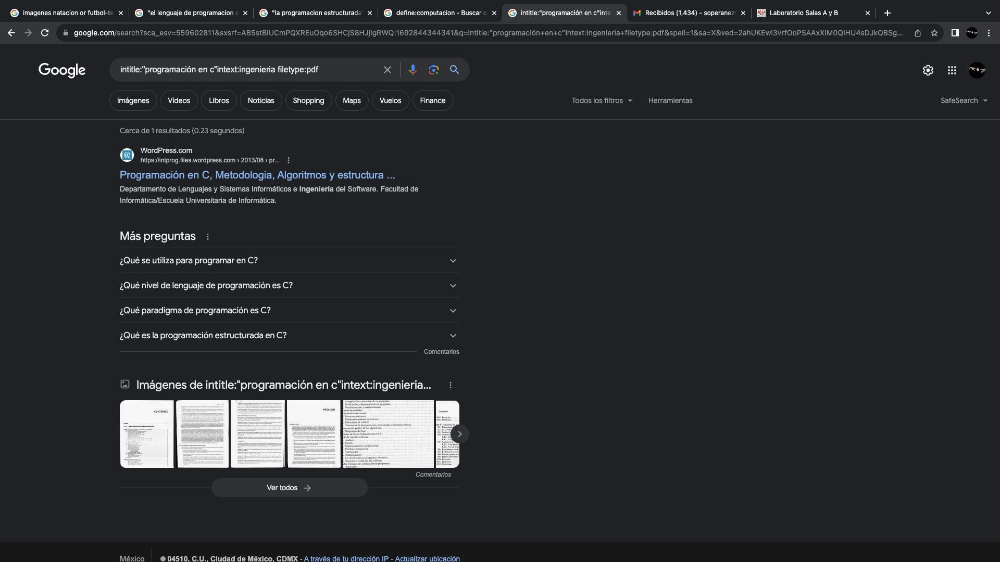 imagenes natacion or futbol-te
"el lenguaje de programacion e
"la programacion estructurada"
define:computacion - Buscar c
intitle:"programación en c"inte
Recibidos (1,434) - soperanez
Laboratorio Salas A y B
google.com/search?sca_esv=559602811&sxsrf=AB5stBiUCmPQXREuOqo6SHCjS8HJjIgRWQ:1692844344341&q=intitle:"programación+en+c"intext:ingenieria+filetype:pdf&spell=1&sa=X&ved=2ahUKEwi3vrfOoPSAAxXIM0QIHU4sDJkQBSg...
Google
intitle:"programación en c"intext:ingenieria filetype:pdf
Imágenes
Vídeos
Libros
Noticias
Shopping
Maps
Vuelos
Finance
Todos los filtros
Herramientas
SafeSearch
Cerca de 1 resultados (0.23 segundos)
WordPress.com
https://intprog.files.wordpress.com › 2013/08 › pr...
Programación en C, Metodologia, Algoritmos y estructura ...
Departamento de Lenguajes y Sistemas Informáticos e Ingeniería del Software. Facultad de
Informática/Escuela Universitaria de Informática.
Más preguntas
¿Qué se utiliza para programar en C?
¿Qué nivel de lenguaje de programación es C?
¿Qué paradigma de programación es C?
¿Qué es la programación estructurada en C?
Comentarios
Imágenes de intitle:"programación en c"intext:ingenieria...
CONTENIDO
PRÓLOGO
Contenido
Comentarios
Ver todos
México
04510, C.U., Ciudad de México, CDMX - A través de tu dirección IP - Actualizar ubicación